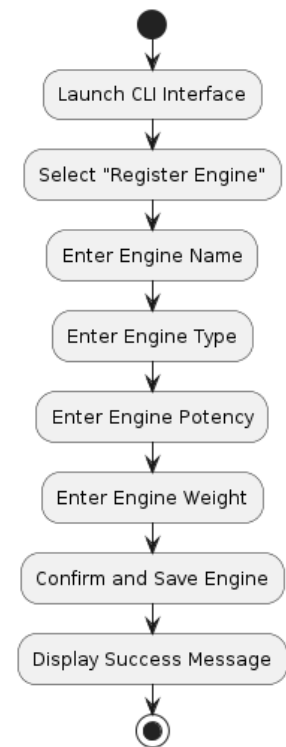 Launch CLI Interface
Select "Register Engine"
Enter Engine Name
Enter Engine Type
Enter Engine Potency
Enter Engine Weight
Confirm and Save Engine
Display Success Message